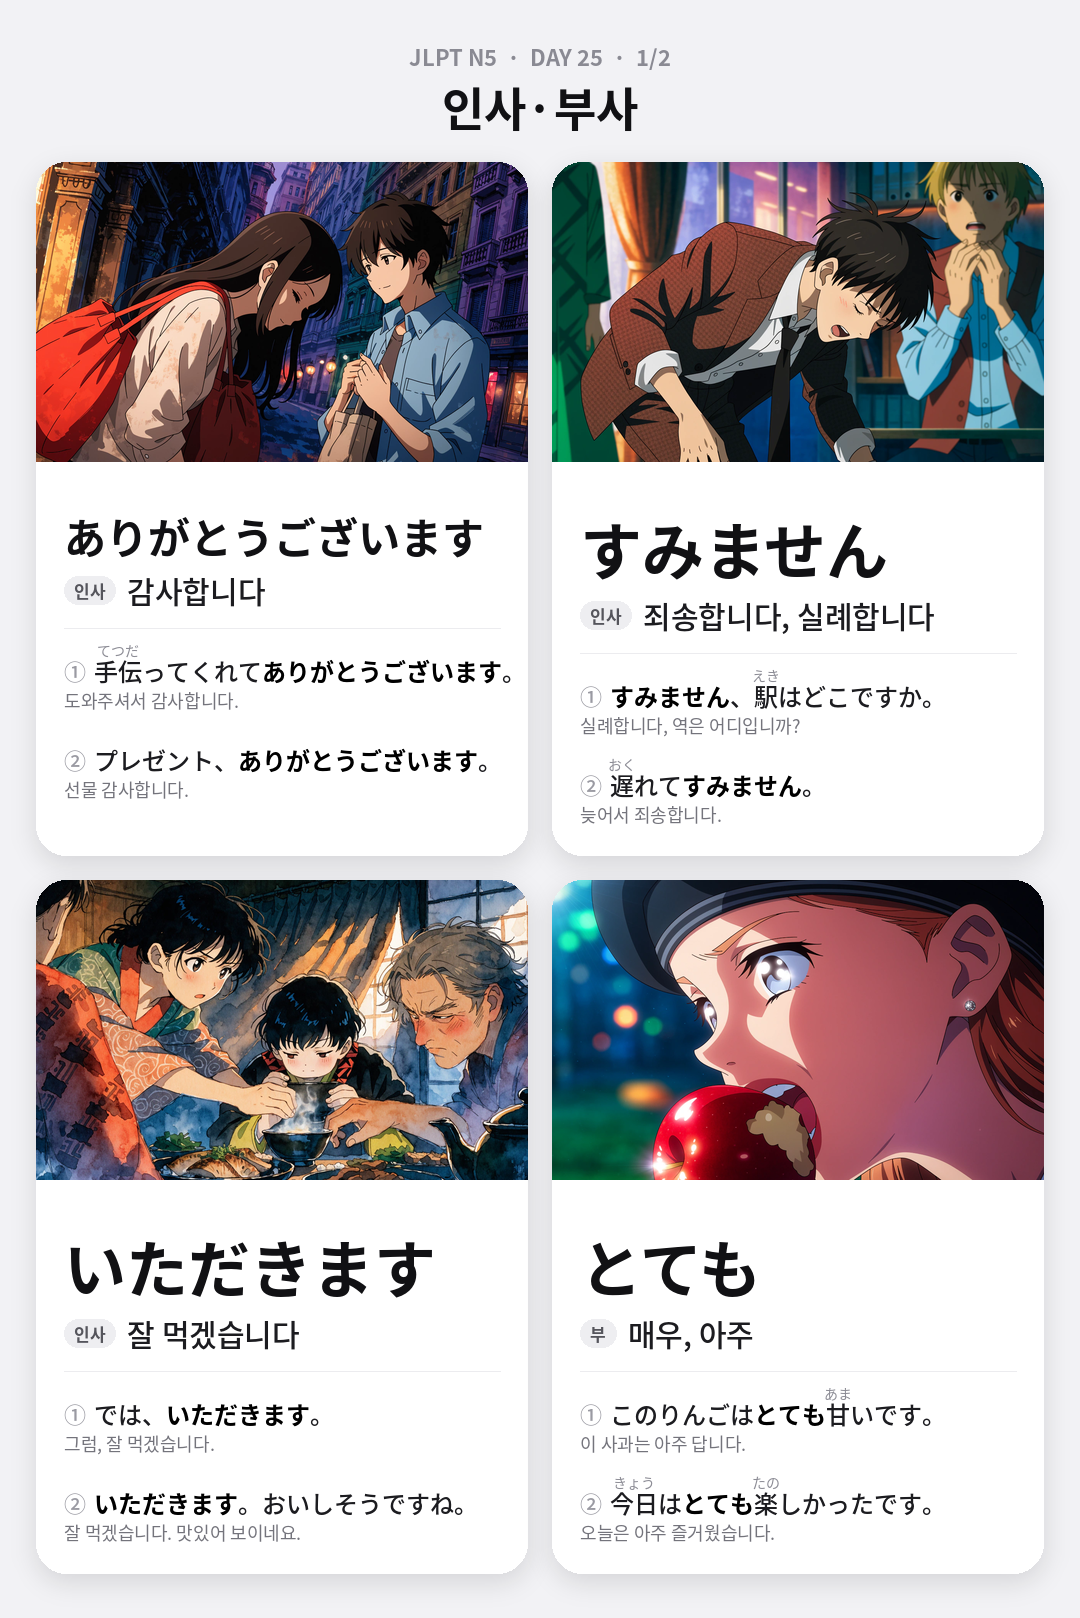 JLPT N5 · DAY 25 · 1/2
인사·부사
ありがとうございます
인사 감사합니다
てつだ
① 手伝ってくれてありがとうございます。
도와주셔서 감사합니다.
② プレゼント、ありがとうございます。
선물 감사합니다.
すみません
인사 죄송합니다, 실례합니다
えき
① すみません、駅はどこですか。
실례합니다, 역은 어디입니까?
おく
② 遅れてすみません。
늦어서 죄송합니다.
いただきます
인사 잘 먹겠습니다
① では、いただきます。
그럼, 잘 먹겠습니다.
② いただきます。おいしそうですね。
잘 먹겠습니다. 맛있어 보이네요.
とても
부 매우, 아주
あま
① このりんごはとても甘いです。
이 사과는 아주 답니다.
きょう たの
② 今日はとても楽しかったです。
오늘은 아주 즐거웠습니다.